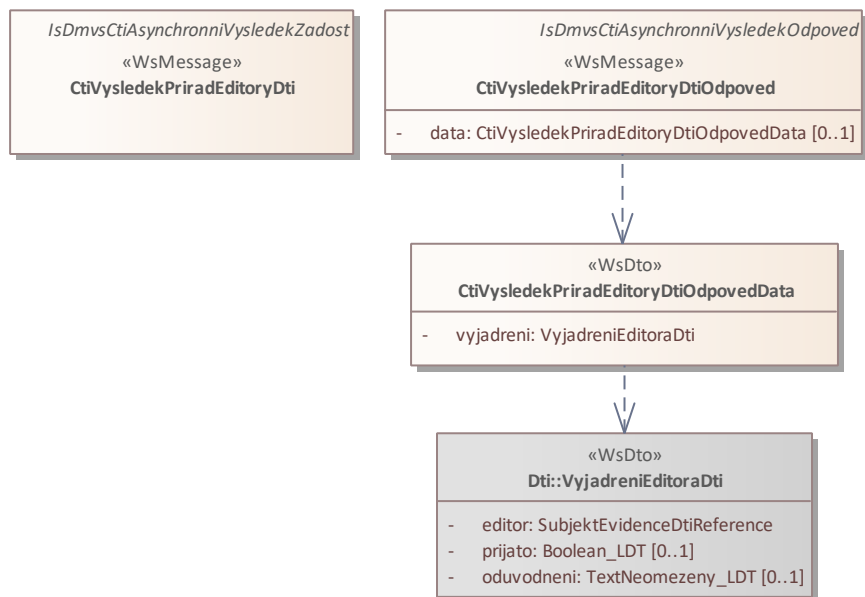 IsDmvsCtiAsynchronniVysledekZadost
«WsMessage»
CtiVysledekPriradEditoryDti
IsDmvsCtiAsynchronniVysledekOdpoved
«WsMessage»
CtiVysledekPriradEditoryDtiOdpoved
- data: CtiVysledekPriradEditoryDtiOdpovedData [0..1]
«WsDto»
CtiVysledekPriradEditoryDtiOdpovedData
- vyjadreni: VyjadreniEditoraDti
«WsDto»
Dti::VyjadreniEditoraDti
- editor: SubjektEvidenceDtiReference
- prijato: Boolean_LDT [0..1]
- oduvodneni: TextNeomezeny_LDT [0..1]